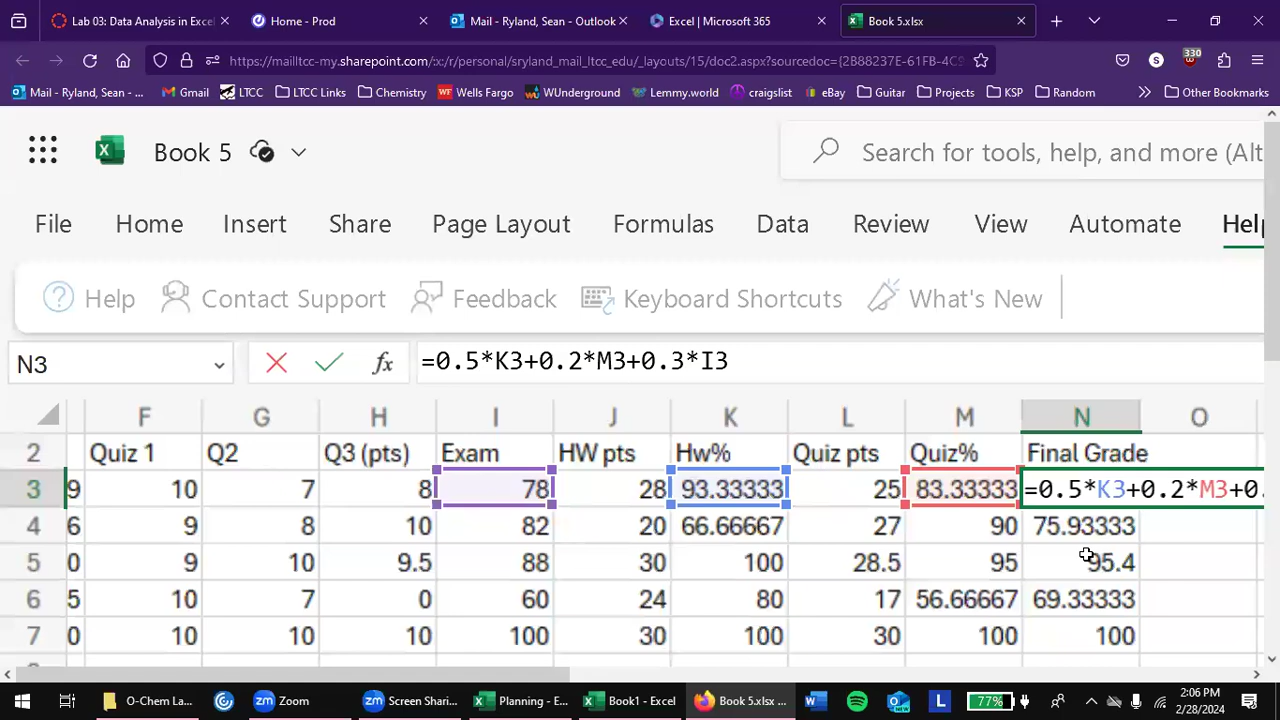 Lab 03: Data Analysis in Excel
Home - Prod
Mail - Ryland, Sean - Outlook
Excel | Microsoft 365
Book 5.xlsx
https://mailltcc-my.sharepoint.com/:x:/r/personal/sryland_mail_ltcc_edu/_layouts/15/doc2.aspx?sourcedoc={2B88237E-61FB-4C9
330
Mail - Ryland, Sean - ...
Gmail
LTCC
LTCC Links
Chemistry
Wells Fargo
WUnderground
Lemmy.world
craigslist
eBay
Guitar
Projects
KSP
Random
Other Bookmarks
Book 5
Search for tools, help, and more (Alt
File Home Insert Share Page Layout Formulas Data Review View Automate Help
Help Contact Support Feedback Keyboard Shortcuts What's New
N3 fx =0.5*K3+0.2*M3+0.3*I3
F G H I J K L M N O
2 Quiz 1 Q2 Q3 (pts) Exam HW pts Hw% Quiz pts Quiz% Final Grade
3 9 10 7 8 78 28 93.33333 25 83.33333 =0.5*K3+0.2*M3+0.
4 6 9 8 10 82 20 66.66667 27 90 75.93333
5 0 9 10 9.5 88 30 100 28.5 95 95.4
6 5 10 7 0 60 24 80 17 56.66667 69.33333
7 0 10 10 10 100 30 100 30 100 100
O-Chem La...
Zoom
Screen Shari...
Planning - Ex...
Book1 - Excel
Book 5.xlsx ...
77%
2:06 PM
2/28/2024